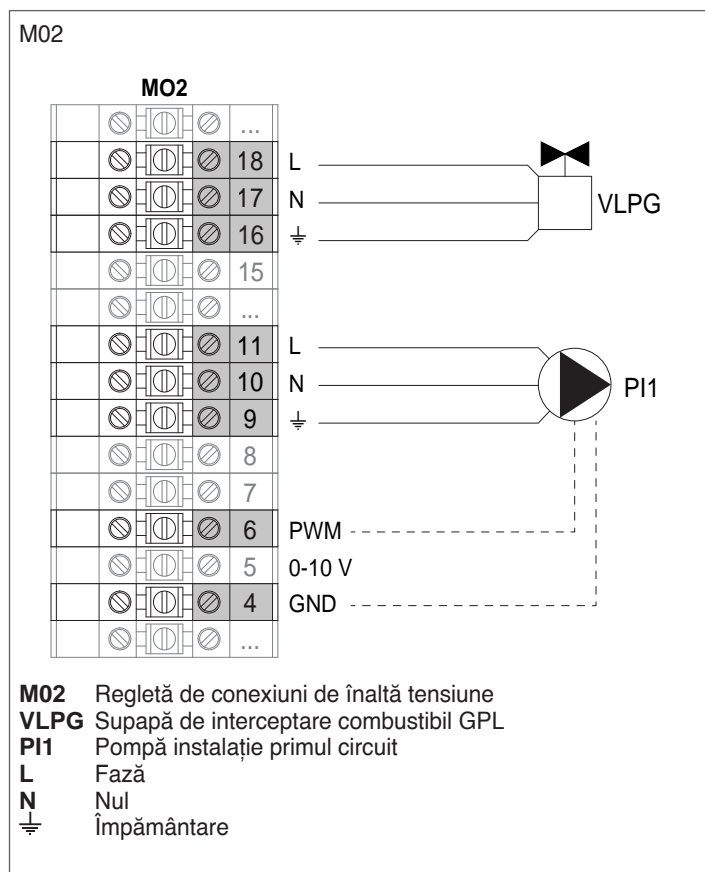 M02
MO2
...
18 L
17 N VLPG
16 ⏚
15
...
11 L
10 N PI1
9 ⏚
8
7
6 PWM
5 0-10 V
4 GND
...
M02 Regletă de conexiuni de înaltă tensiune
VLPG Supapă de interceptare combustibil GPL
PI1 Pompă instalație primul circuit
L Fază
N Nul
⏚ Împământare